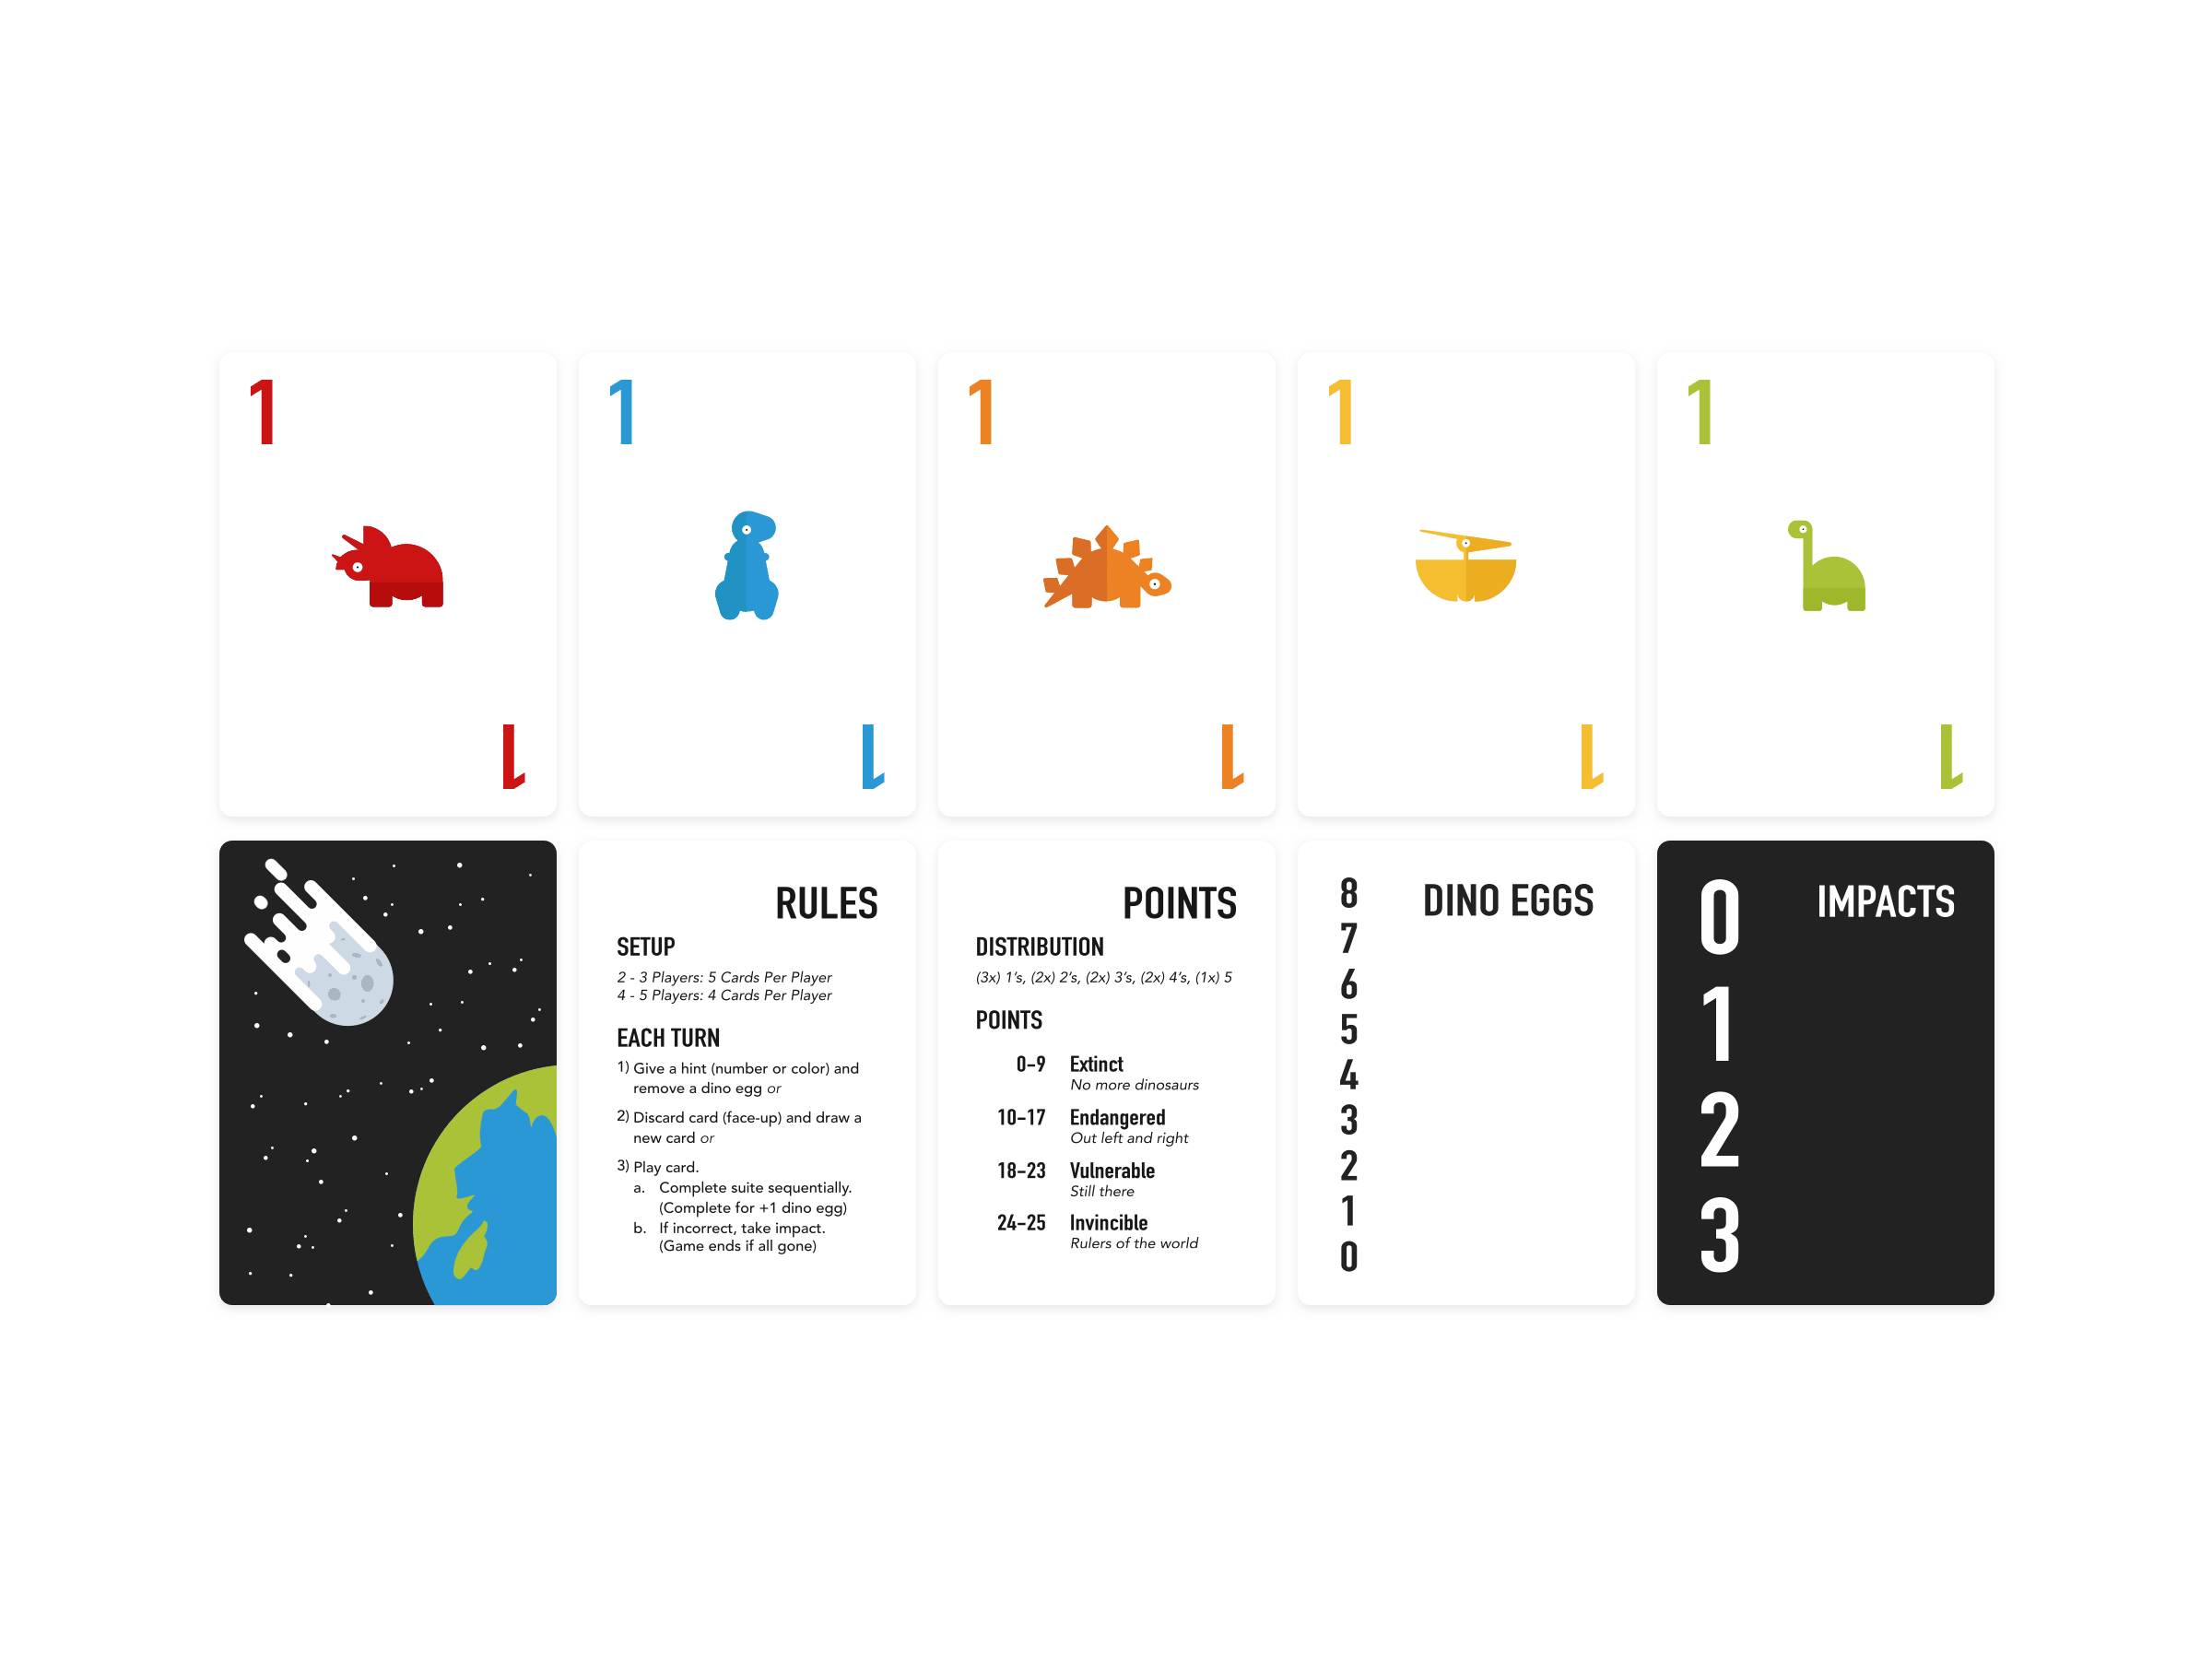 1 1 1 1 1
1 1 1 1 1
RULES
SETUP
2 - 3 Players: 5 Cards Per Player
4 - 5 Players: 4 Cards Per Player
EACH TURN
1) Give a hint (number or color) and
remove a dino egg or
2) Discard card (face-up) and draw a
new card or
3) Play card.
a. Complete suite sequentially.
(Complete for +1 dino egg)
b. If incorrect, take impact.
(Game ends if all gone)
POINTS
DISTRIBUTION
(3x) 1's, (2x) 2's, (2x) 3's, (2x) 4's, (1x) 5
POINTS
0–9 Extinct
No more dinosaurs
10–17 Endangered
Out left and right
18–23 Vulnerable
Still there
24–25 Invincible
Rulers of the world
DINO EGGS
8
7
6
5
4
3
2
1
0
IMPACTS
0
1
2
3